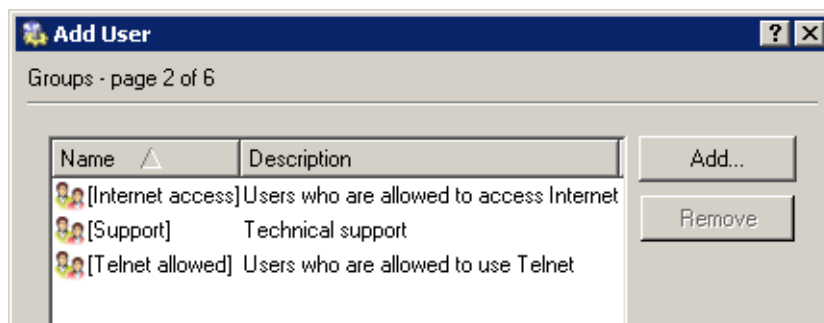 Add User
Groups - page 2 of 6
Name Description Add...
[Internet access] Users who are allowed to access Internet
[Support] Technical support Remove
[Telnet allowed] Users who are allowed to use Telnet